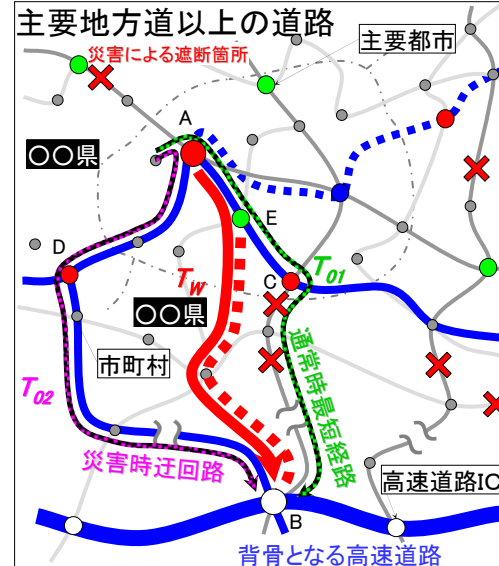 主要地方道以上の道路
災害による遮断箇所
主要都市
A
〇〇県
E
D
C
T01
TW
〇〇県
市町村
通常時最短経路
T02
災害時迂回路
高速道路IC
B
背骨となる高速道路